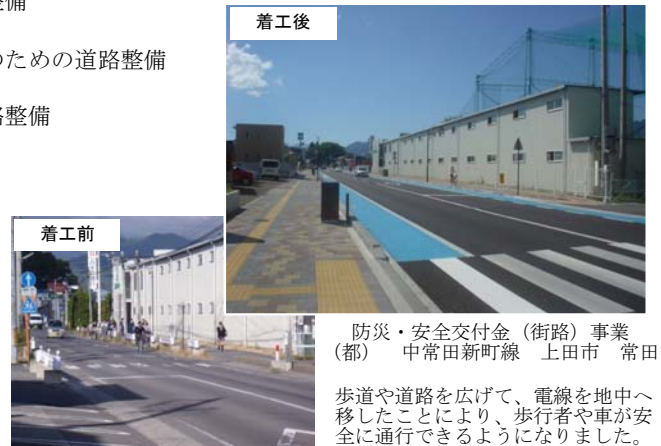 整備
のための道路整備
路整備
着工後
着工前
防災・安全交付金（街路）事業
（都）　中常田新町線　上田市　常田
歩道や道路を広げて、電線を地中へ
移したことにより、歩行者や車が安
全に通行できるようになりました。